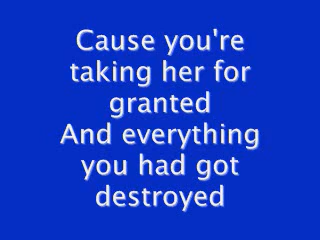 Cause you're
taking her for
granted
And everything
you had got
destroyed